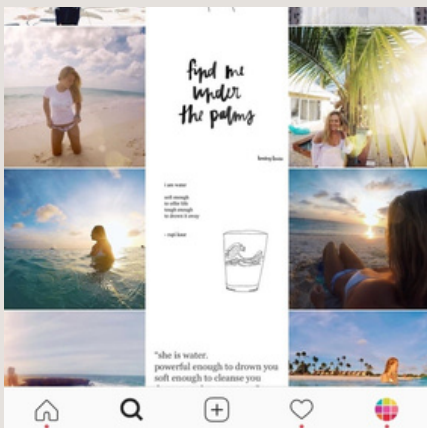 find me
under
the palms
i am water
soft enough
to offer life
tough enough
to drown it away
- rupi kaur
"she is water.
powerful enough to drown you
soft enough to cleanse you